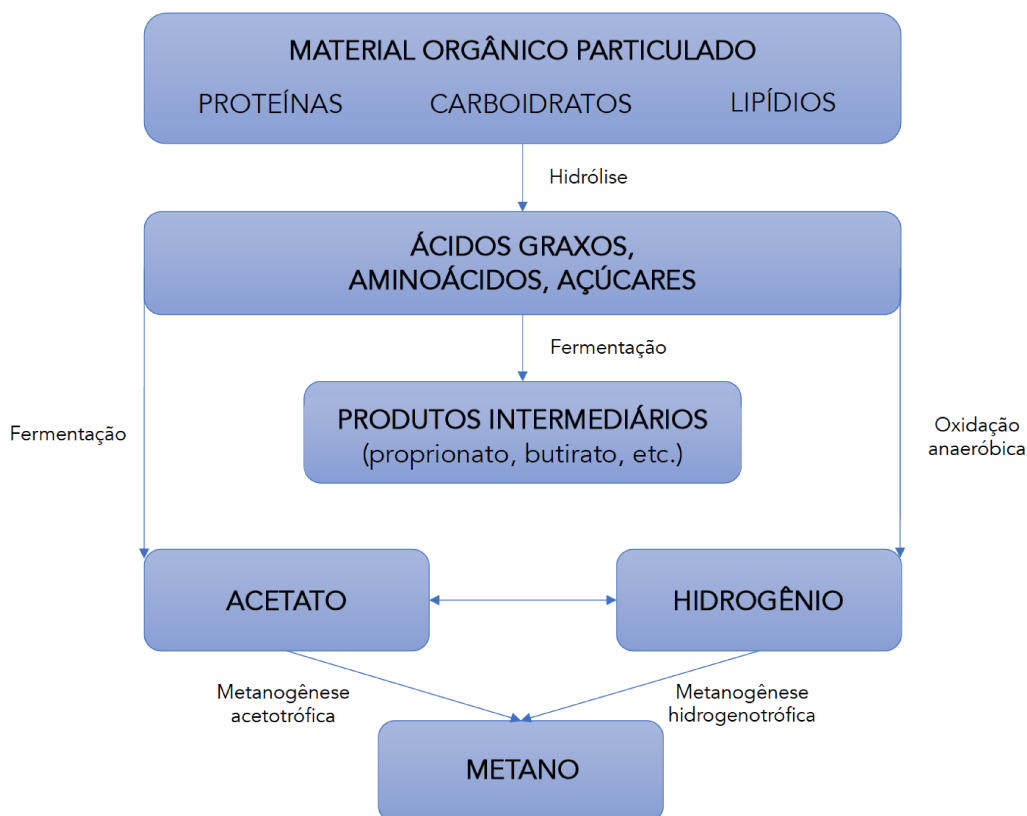 MATERIAL ORGÂNICO PARTICULADO
PROTEÍNAS CARBOIDRATOS LIPÍDIOS
Hidrólise
ÁCIDOS GRAXOS,
AMINOÁCIDOS, AÇÚCARES
Fermentação
PRODUTOS INTERMEDIÁRIOS
(proprionato, butirato, etc.)
Fermentação
Oxidação
anaeróbica
ACETATO
HIDROGÊNIO
Metanogênese
acetotrófica
Metanogênese
hidrogenotrófica
METANO